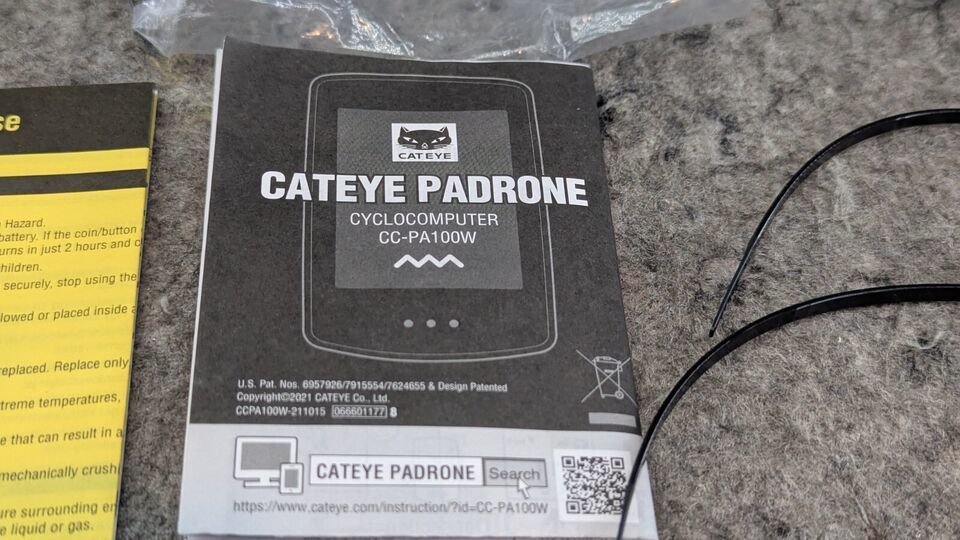 se
Hazard.
battery. If the coin/button
urns in just 2 hours and
hildren.
securely, stop using the
lowed or placed inside
replaced. Replace only
treme temperatures,
e that can result in a
mechanically crush
ure surrounding
e liquid or gas.
CATEYE
CATEYE PADRONE
CYCLOCOMPUTER
CC-PA100W
U.S. Pat. Nos. 6957926/7915554/7624655 & Design Patented
Copyright©2021 CATEYE Co., Ltd.
CCPA100W-211015 066601177 8
CATEYE PADRONE Search
https://www.cateye.com/instruction/?id=CC-PA100W